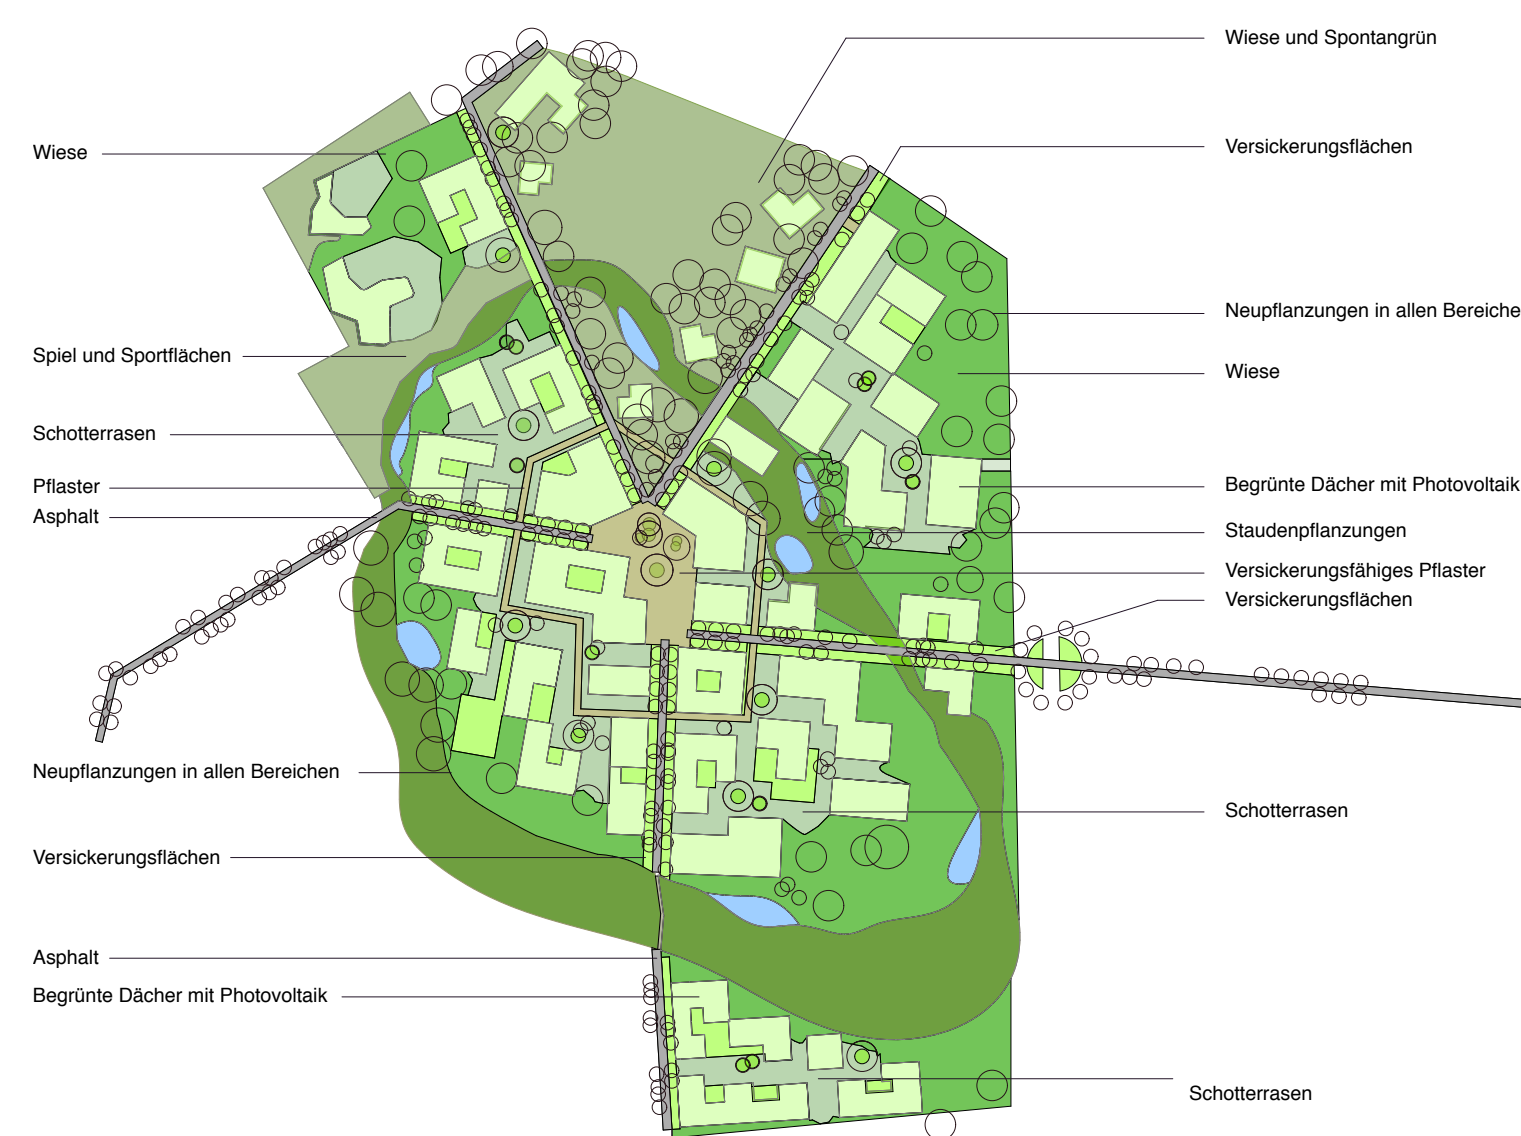 Wiese und Spontangrün
Versickerungsflächen
Wiese
Neupflanzungen in allen Bereiche
Spiel und Sportflächen
Wiese
Schotterrasen
Pflaster
Begrünte Dächer mit Photovoltaik
Asphalt
Staudenpflanzungen
Versickerungsfähiges Pflaster
Versickerungsflächen
Neupflanzungen in allen Bereichen
Schotterrasen
Versickerungsflächen
Asphalt
Begrünte Dächer mit Photovoltaik
Schotterrasen